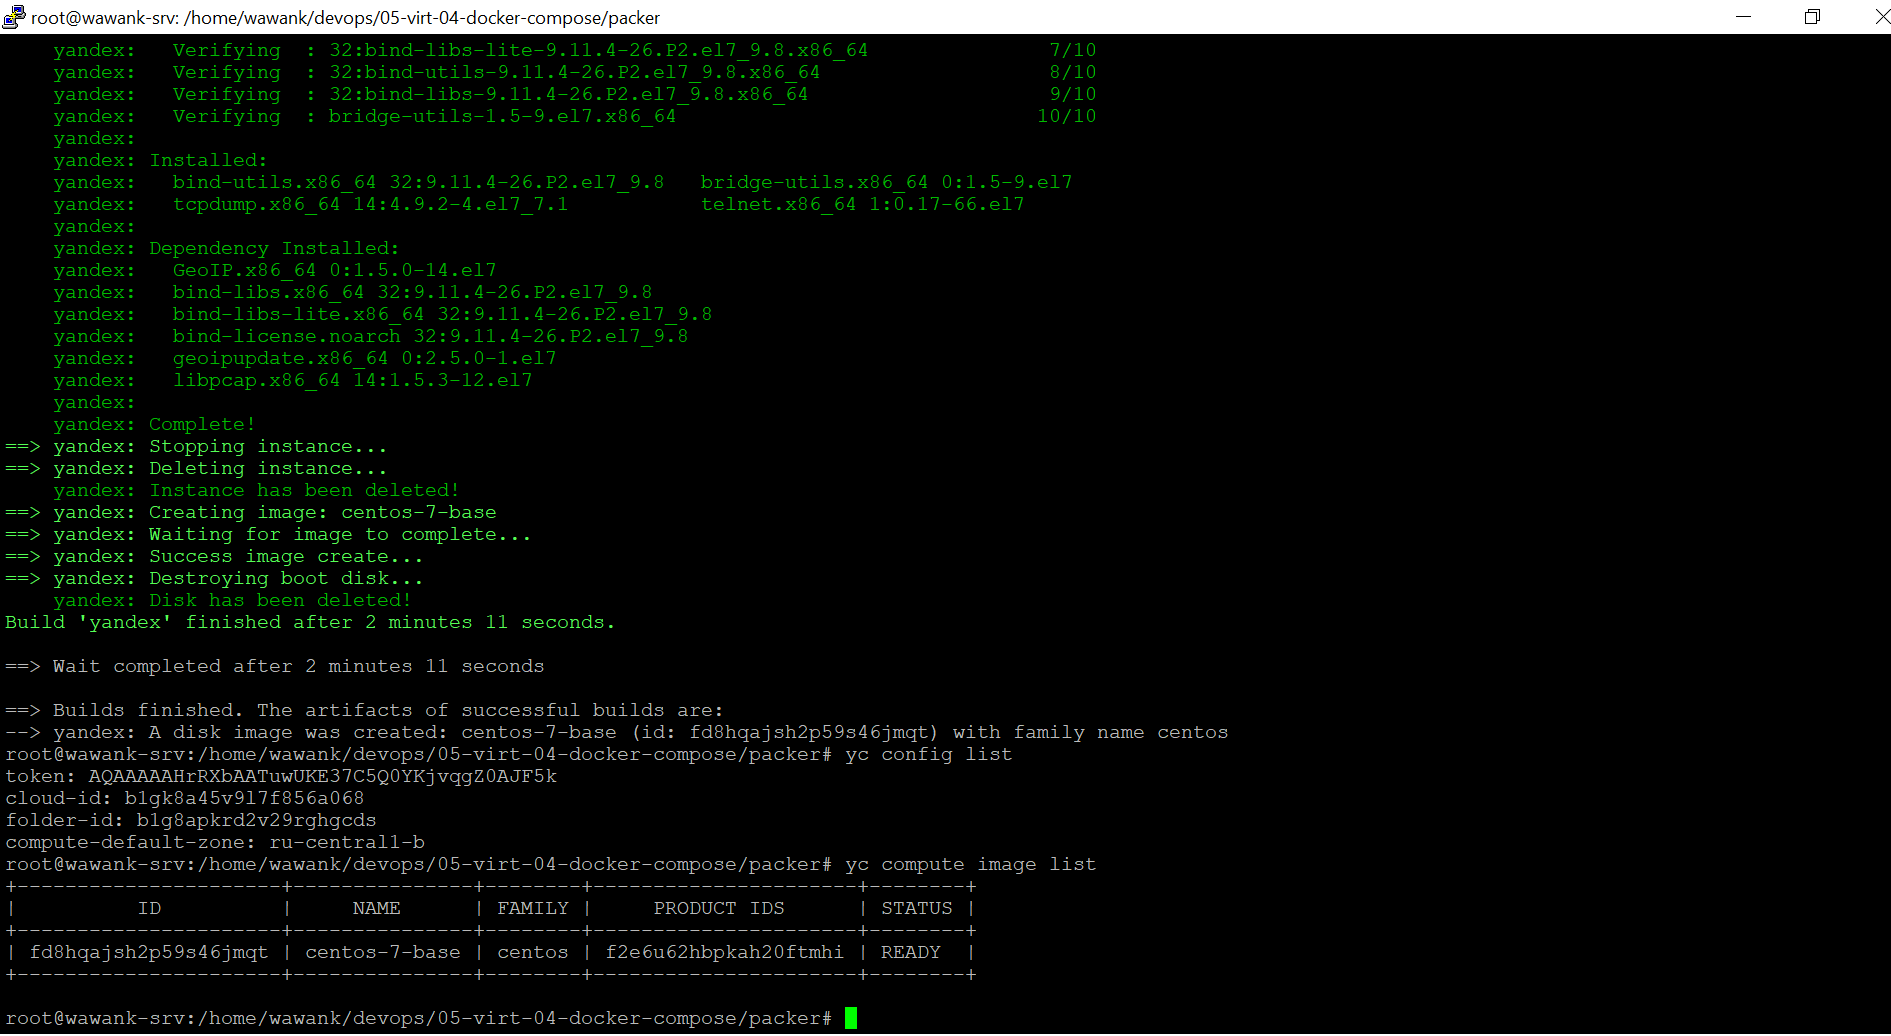 root@wawank-srv: /home/wawank/devops/05-virt-04-docker-compose/packer
    yandex:   Verifying  : 32:bind-libs-lite-9.11.4-26.P2.el7_9.8.x86_64               7/10
    yandex:   Verifying  : 32:bind-utils-9.11.4-26.P2.el7_9.8.x86_64                   8/10
    yandex:   Verifying  : 32:bind-libs-9.11.4-26.P2.el7_9.8.x86_64                    9/10
    yandex:   Verifying  : bridge-utils-1.5-9.el7.x86_64                              10/10
    yandex:
    yandex: Installed:
    yandex:   bind-utils.x86_64 32:9.11.4-26.P2.el7_9.8   bridge-utils.x86_64 0:1.5-9.el7
    yandex:   tcpdump.x86_64 14:4.9.2-4.el7_7.1           telnet.x86_64 1:0.17-66.el7
    yandex:
    yandex: Dependency Installed:
    yandex:   GeoIP.x86_64 0:1.5.0-14.el7
    yandex:   bind-libs.x86_64 32:9.11.4-26.P2.el7_9.8
    yandex:   bind-libs-lite.x86_64 32:9.11.4-26.P2.el7_9.8
    yandex:   bind-license.noarch 32:9.11.4-26.P2.el7_9.8
    yandex:   geoipupdate.x86_64 0:2.5.0-1.el7
    yandex:   libpcap.x86_64 14:1.5.3-12.el7
    yandex:
    yandex: Complete!
==> yandex: Stopping instance...
==> yandex: Deleting instance...
    yandex: Instance has been deleted!
==> yandex: Creating image: centos-7-base
==> yandex: Waiting for image to complete...
==> yandex: Success image create...
==> yandex: Destroying boot disk...
    yandex: Disk has been deleted!
Build 'yandex' finished after 2 minutes 11 seconds.
==> Wait completed after 2 minutes 11 seconds
==> Builds finished. The artifacts of successful builds are:
--> yandex: A disk image was created: centos-7-base (id: fd8hqajsh2p59s46jmqt) with family name centos
root@wawank-srv:/home/wawank/devops/05-virt-04-docker-compose/packer# yc config list
token: AQAAAAAHrRXbAATuwUKE37C5Q0YKjvqgZ0AJF5k
cloud-id: b1gk8a45v9l7f856a068
folder-id: b1g8apkrd2v29rghgcds
compute-default-zone: ru-central1-b
root@wawank-srv:/home/wawank/devops/05-virt-04-docker-compose/packer# yc compute image list
+----------------------+---------------+--------+----------------------+--------+
|          ID          |     NAME      | FAMILY |     PRODUCT IDS      | STATUS |
+----------------------+---------------+--------+----------------------+--------+
| fd8hqajsh2p59s46jmqt | centos-7-base | centos | f2e6u62hbpkah20ftmhi | READY  |
+----------------------+---------------+--------+----------------------+--------+
root@wawank-srv:/home/wawank/devops/05-virt-04-docker-compose/packer#